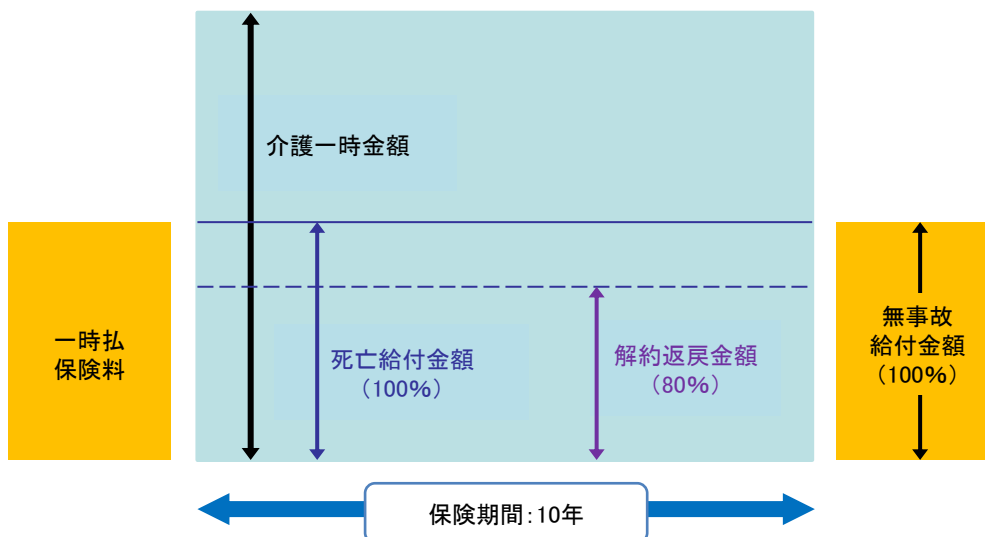 介護一時金額
一時払
保険料
死亡給付金額
（100％）
解約返戻金額
（80％）
無事故
給付金額
（100％）
保険期間：10年